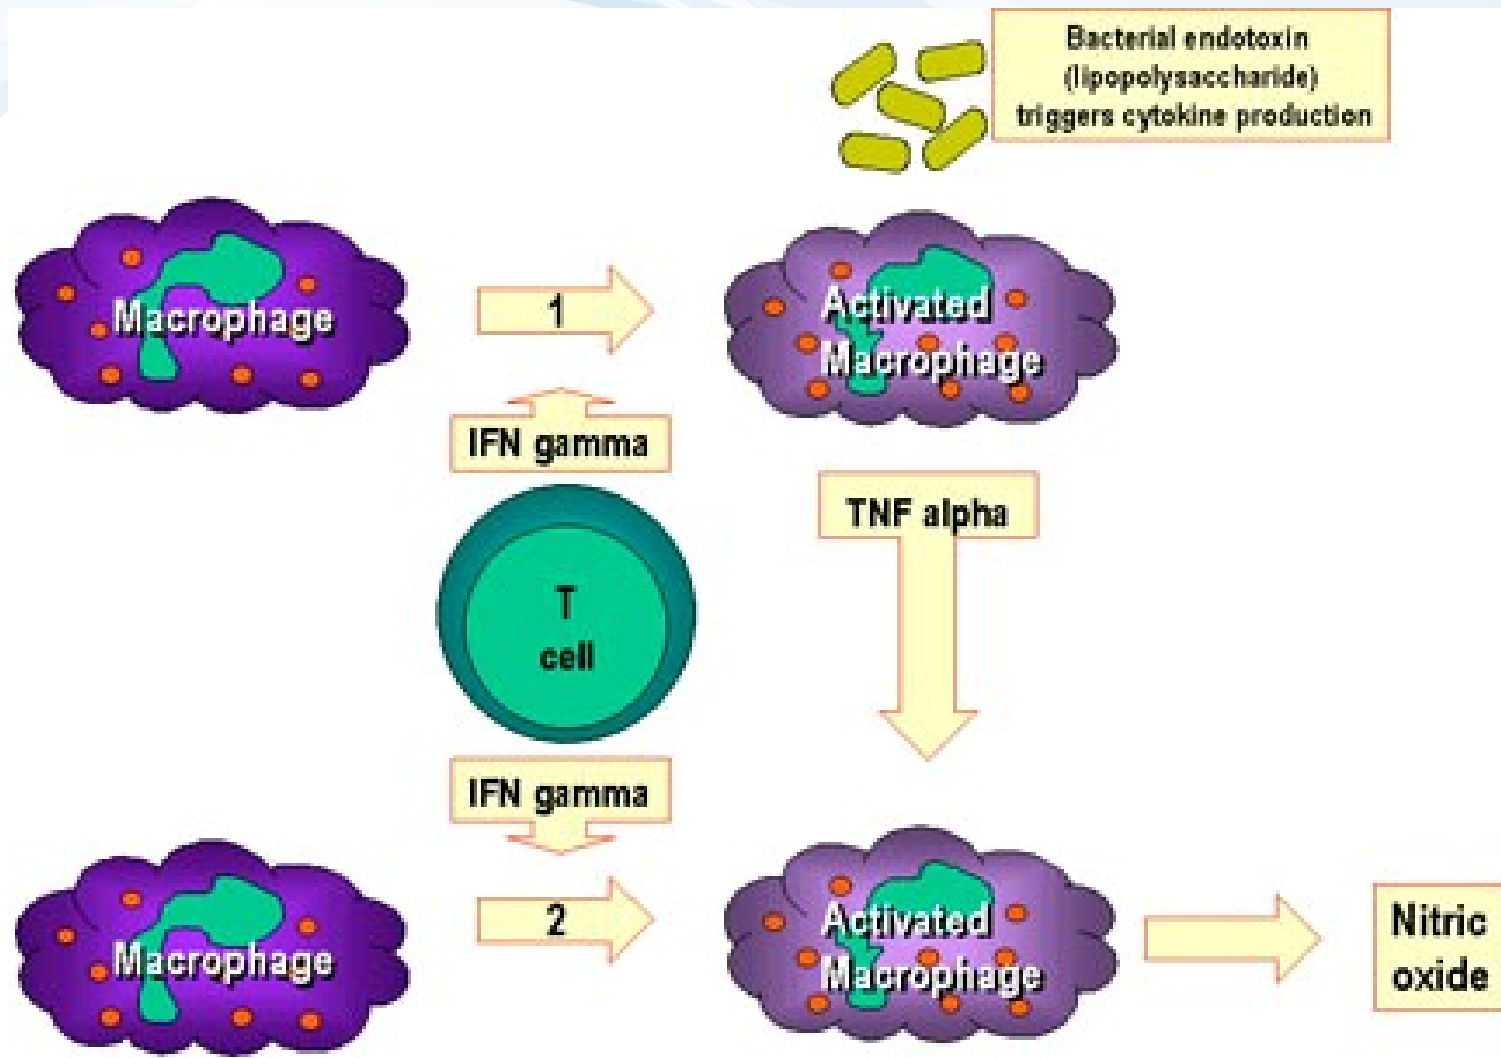 Bacterial endotoxin
(lipopolysaccharide)
triggers cytokine production
Macrophage
1
Activated
Macrophage
IFN gamma
TNF alpha
T
cell
IFN gamma
Macrophage
2
Activated
Macrophage
Nitric
oxide